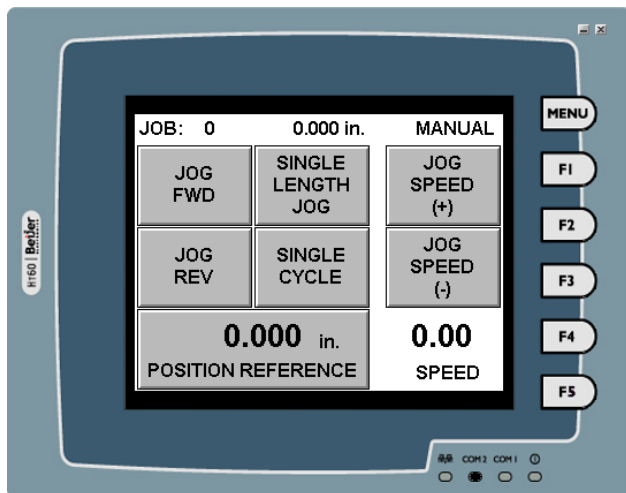 JOB: 0 0.000 in. MANUAL
JOG
FWD
SINGLE
LENGTH
JOG
JOG
SPEED
(+)
JOG
REV
SINGLE
CYCLE
JOG
SPEED
(-)
0.000 in.
POSITION REFERENCE
0.00
SPEED
MENU
F1
F2
F3
F4
F5
H160 Beijer
COM2 COM1